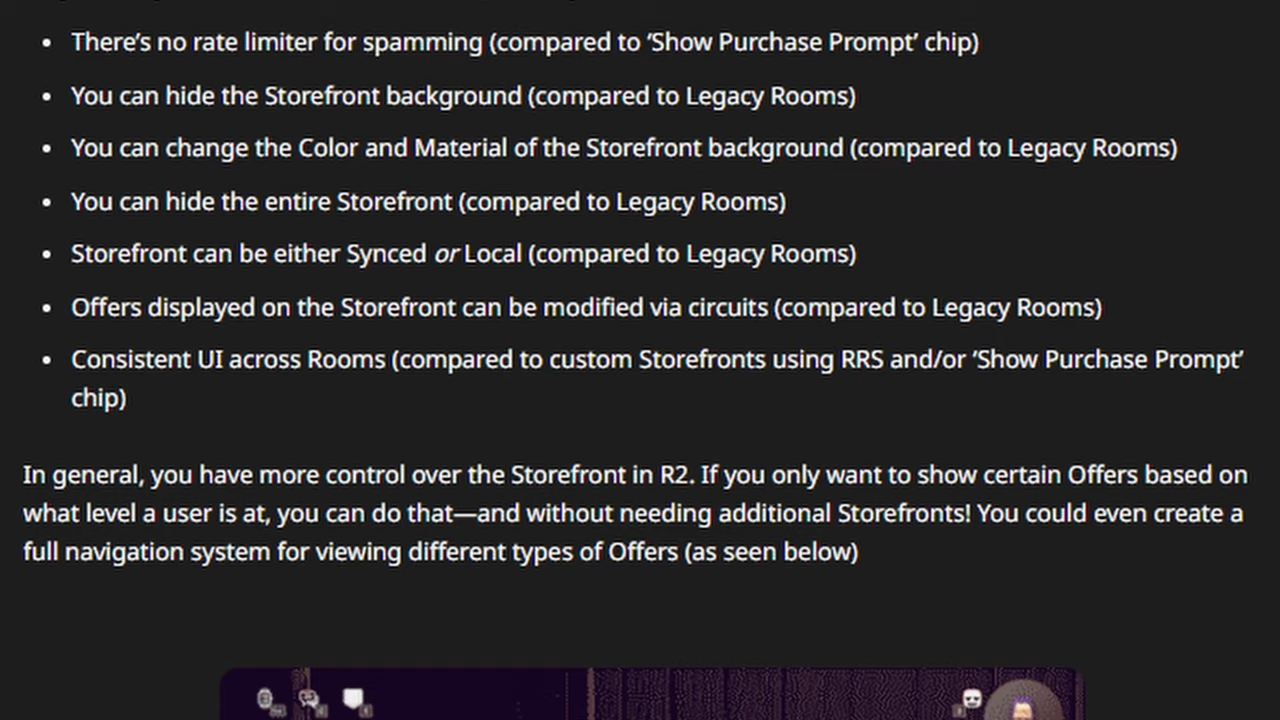 • There's no rate limiter for spamming (compared to ‘Show Purchase Prompt’ chip)
• You can hide the Storefront background (compared to Legacy Rooms)
• You can change the Color and Material of the Storefront background (compared to Legacy Rooms)
• You can hide the entire Storefront (compared to Legacy Rooms)
• Storefront can be either Synced or Local (compared to Legacy Rooms)
• Offers displayed on the Storefront can be modified via circuits (compared to Legacy Rooms)
• Consistent UI across Rooms (compared to custom Storefronts using RRS and/or ‘Show Purchase Prompt’
chip)
In general, you have more control over the Storefront in R2. If you only want to show certain Offers based on
what level a user is at, you can do that—and without needing additional Storefronts! You could even create a
full navigation system for viewing different types of Offers (as seen below)